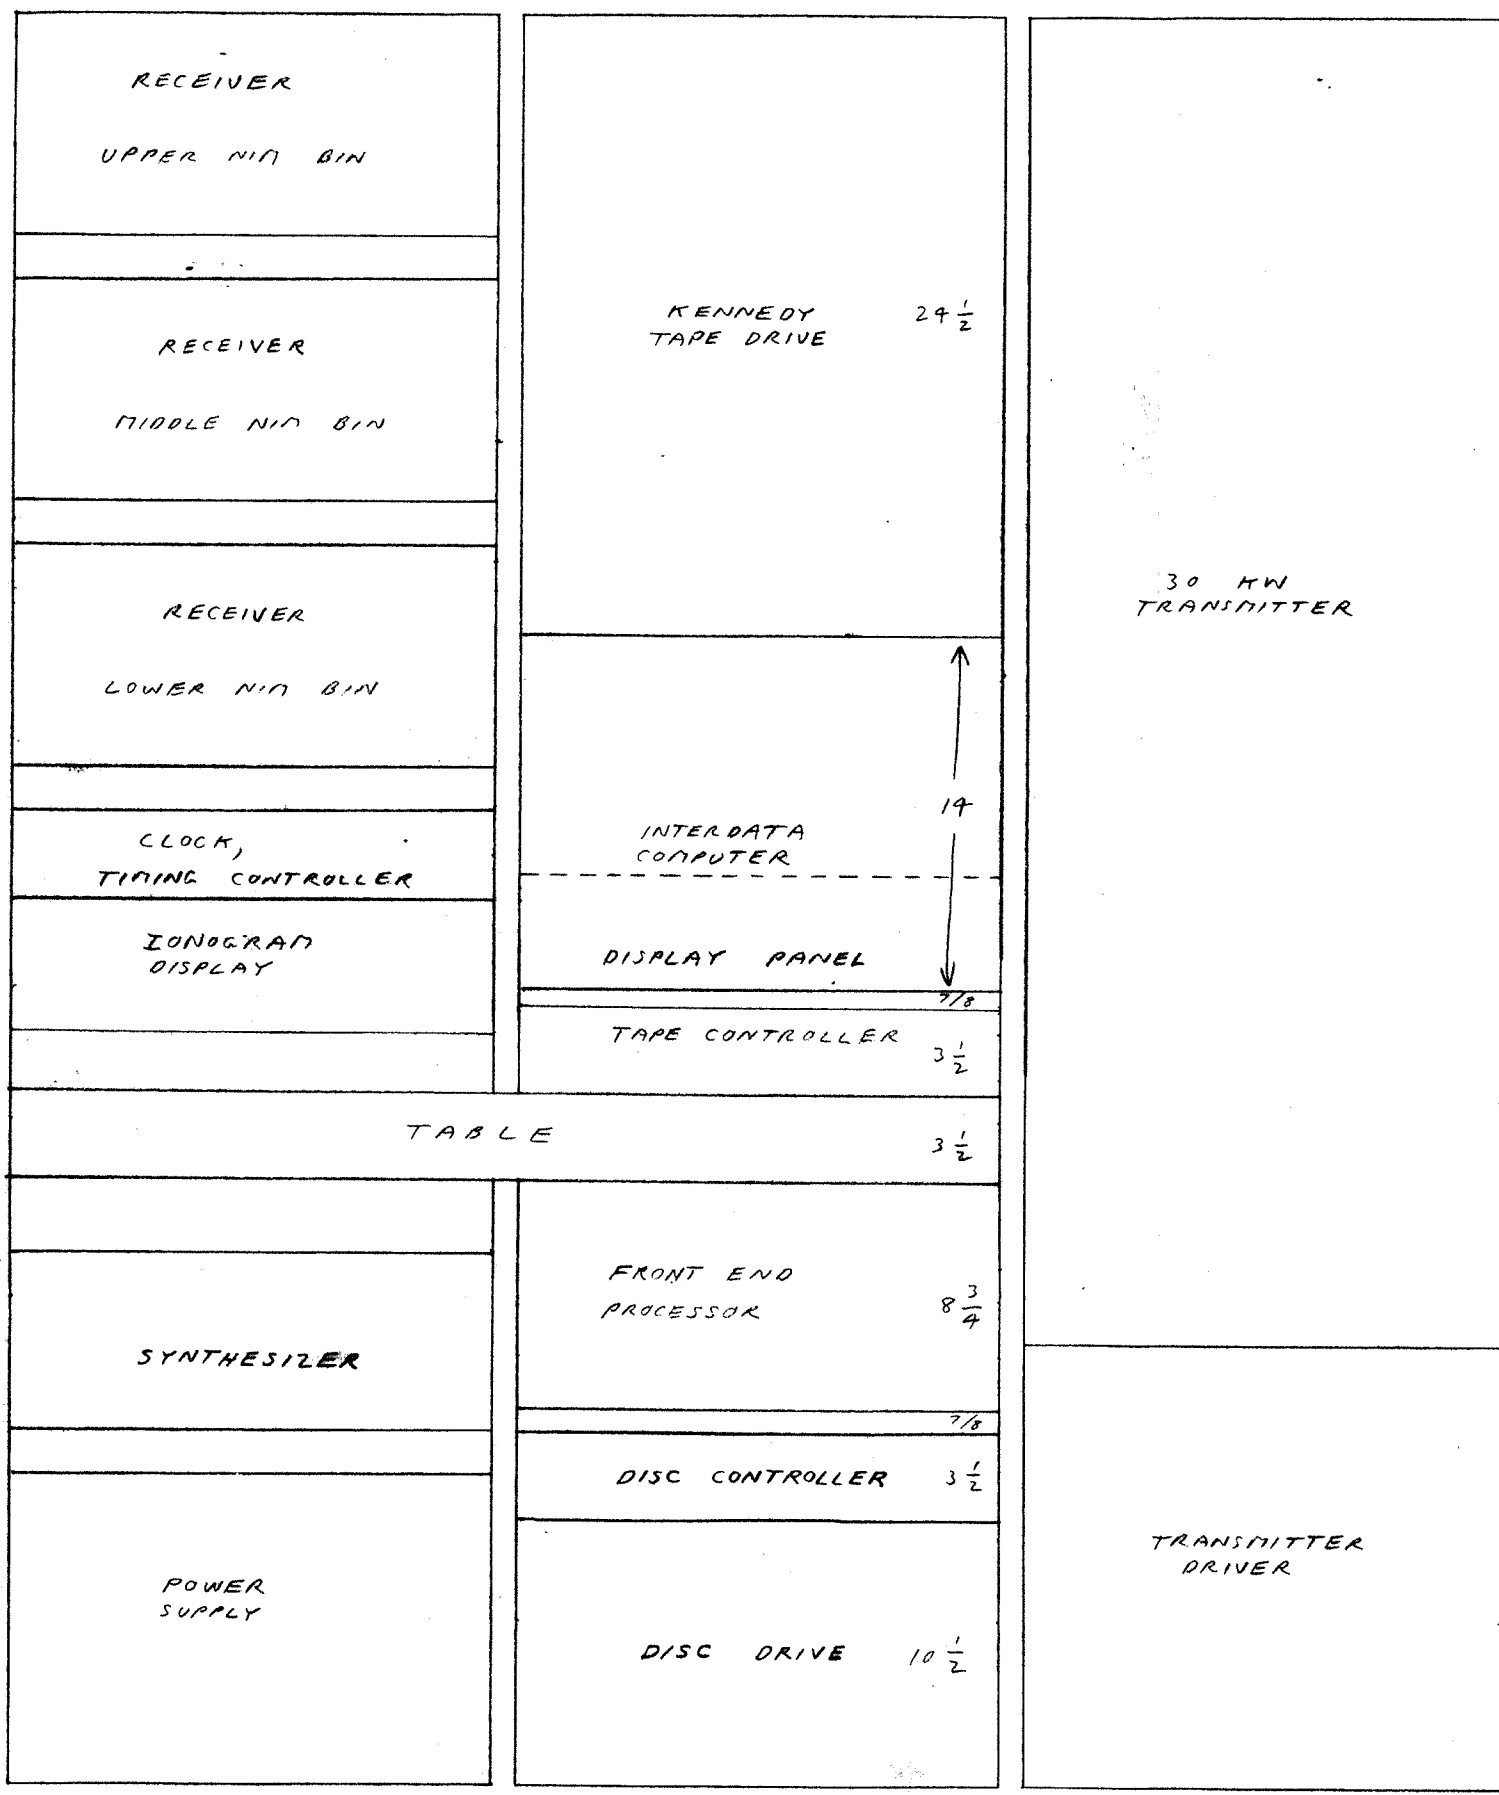 RECEIVER
UPPER NIM BIN
RECEIVER
MIDDLE NIM BIN
RECEIVER
LOWER NIM BIN
CLOCK,
TIMING CONTROLLER
IONOGRAM
DISPLAY
TABLE 3 1/2
SYNTHESIZER
POWER
SUPPLY
KENNEDY 24 1/2
TAPE DRIVE
14
INTERDATA
COMPUTER
DISPLAY PANEL
7/8
TAPE CONTROLLER 3 1/2
FRONT END
PROCESSOR 8 3/4
7/8
DISC CONTROLLER 3 1/2
DISC DRIVE 10 1/2
30 KW
TRANSMITTER
TRANSMITTER
DRIVER